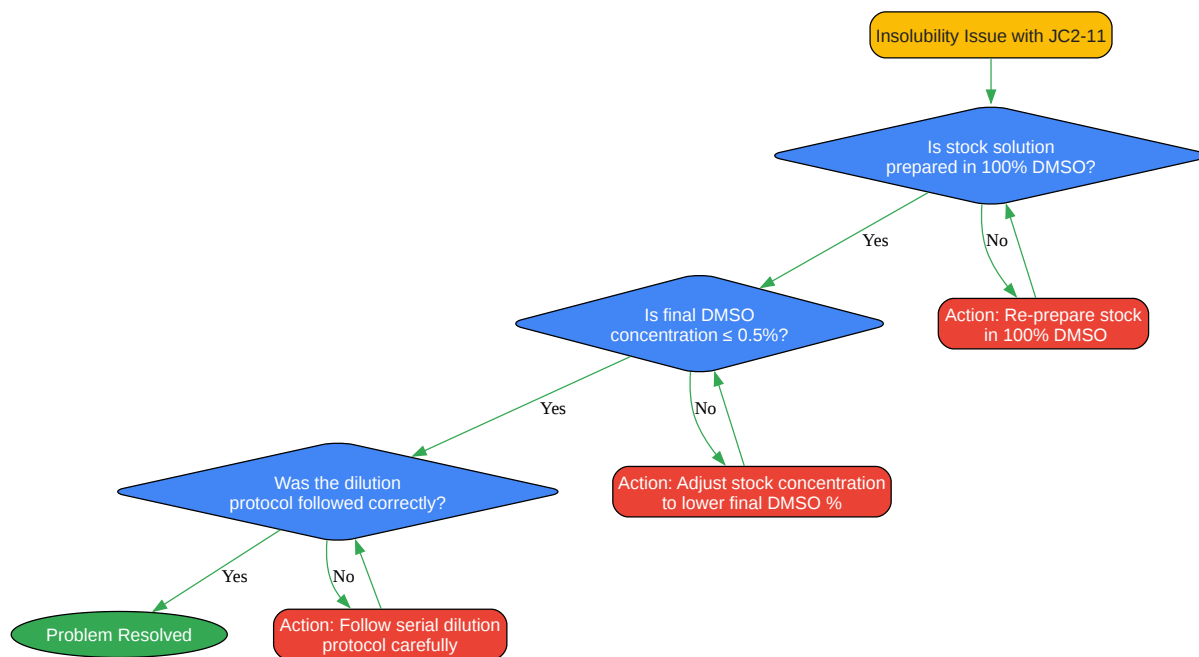 Insolubility Issue with JC2-11
Is stock solution
prepared in 100% DMSO?
Yes
No
Is final DMSO
concentration ≤ 0.5%?
Action: Re-prepare stock
in 100% DMSO
Yes
No
Was the dilution
protocol followed correctly?
Action: Adjust stock concentration
to lower final DMSO %
Yes
No
Problem Resolved
Action: Follow serial dilution
protocol carefully